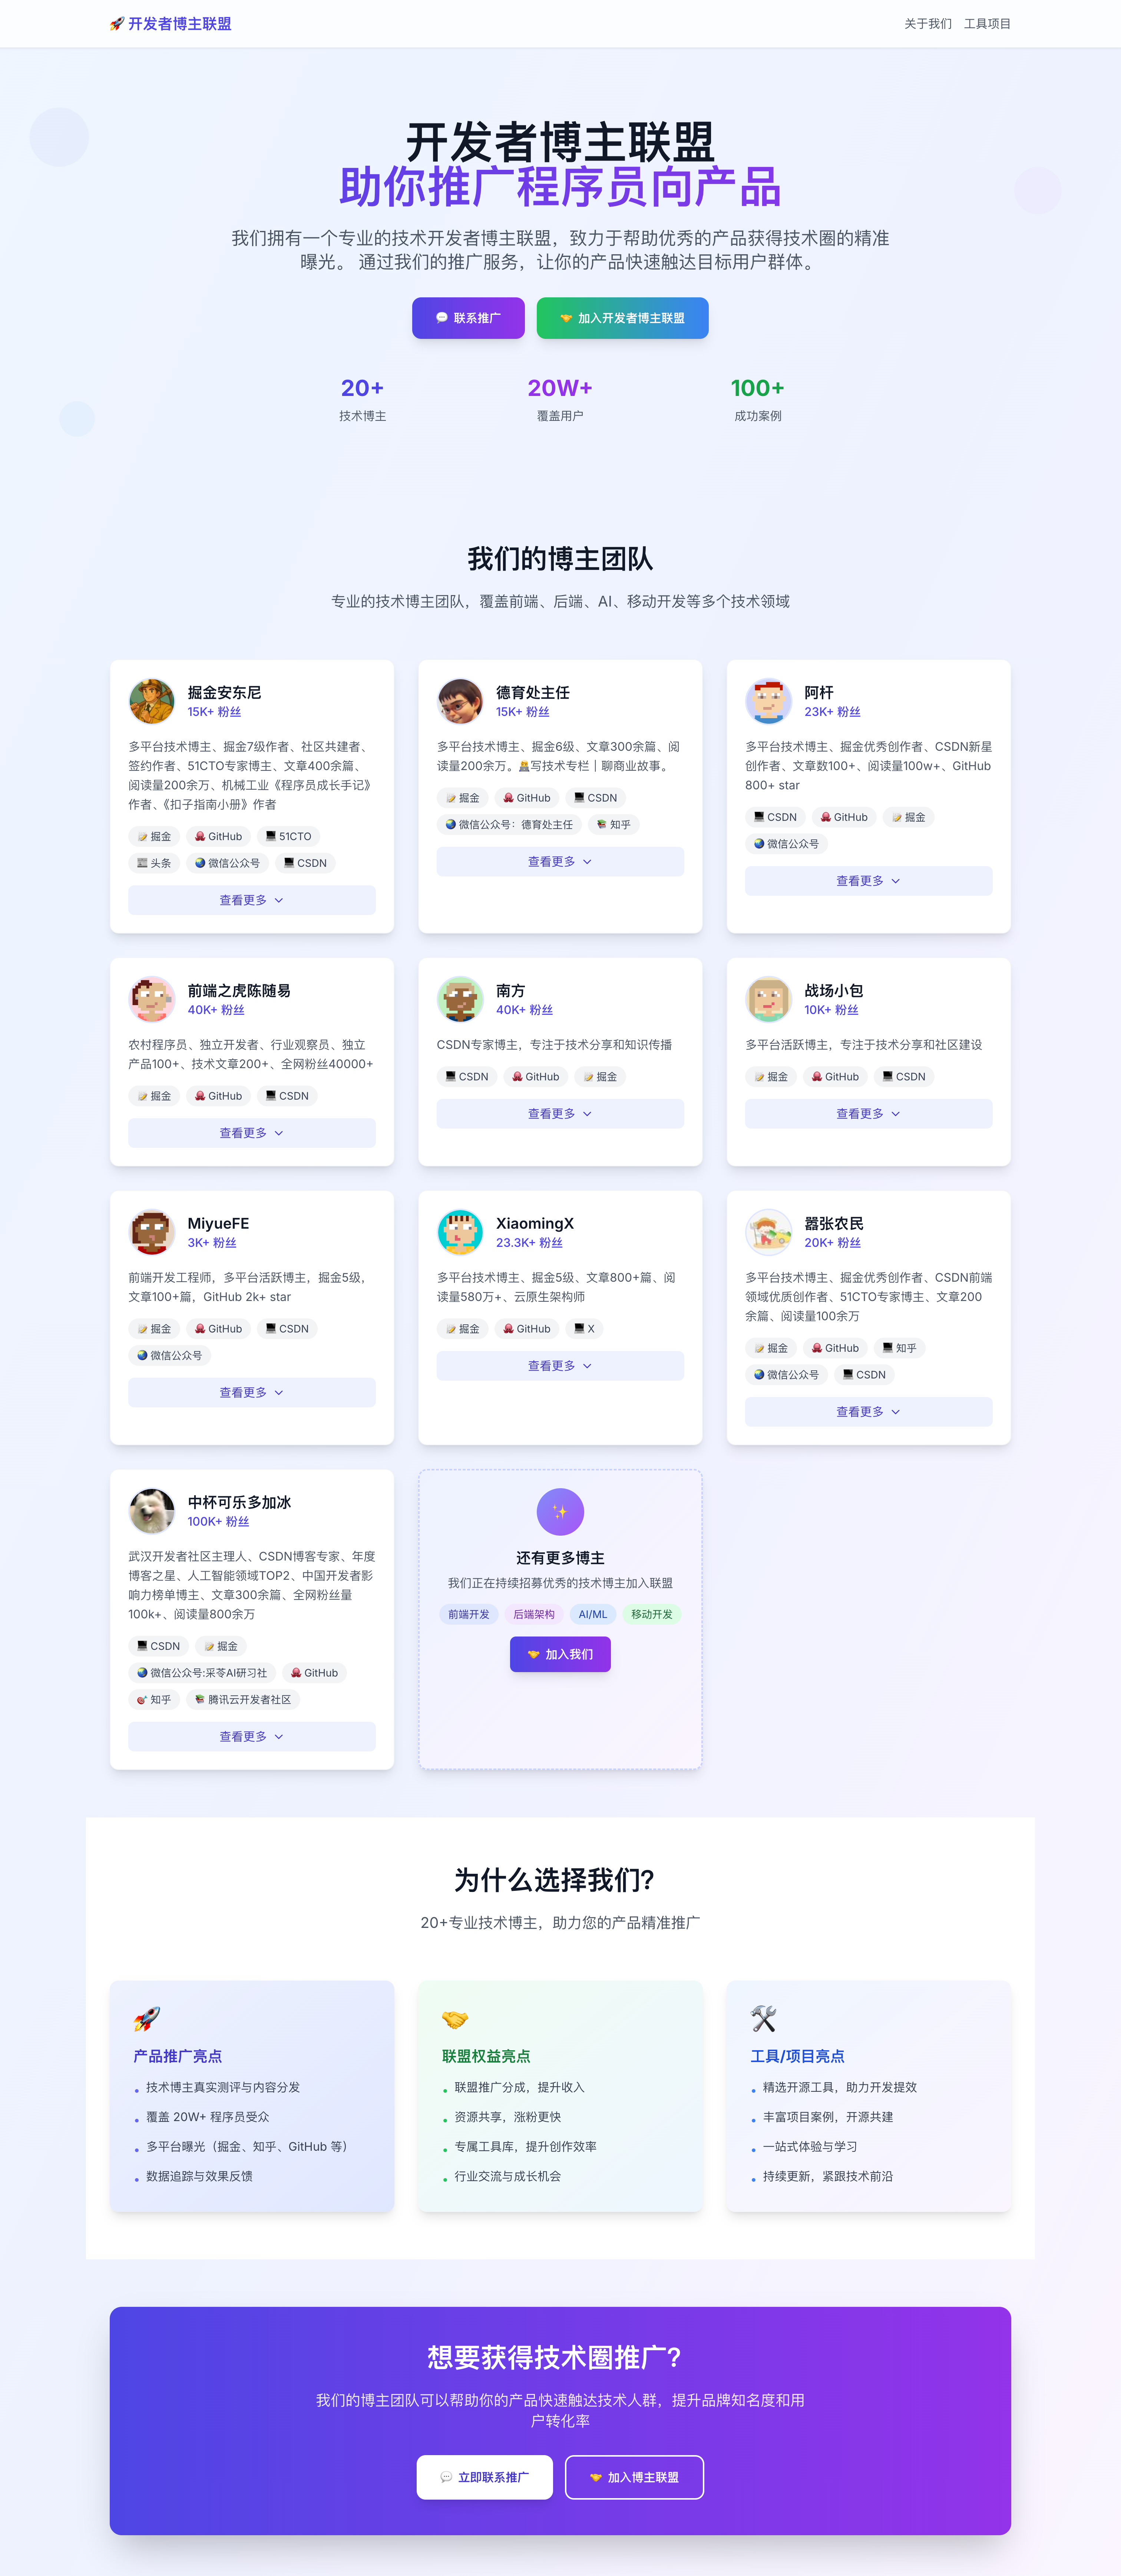 🚀 开发者博主联盟
关于我们 工具项目
开发者博主联盟
助你推广程序员向产品
我们拥有一个专业的技术开发者博主联盟，致力于帮助优秀的产品获得技术圈的精准
曝光。 通过我们的推广服务，让你的产品快速触达目标用户群体。
💬 联系推广
🤝 加入开发者博主联盟
20+
技术博主
20W+
覆盖用户
100+
成功案例
我们的博主团队
专业的技术博主团队，覆盖前端、后端、AI、移动开发等多个技术领域
掘金安东尼
15K+ 粉丝
多平台技术博主、掘金7级作者、社区共建者、
签约作者、51CTO专家博主、文章400余篇、
阅读量200余万、机械工业《程序员成长手记》
作者、《扣子指南小册》作者
📝 掘金 🐙 GitHub 💻 51CTO
📰 头条 🌏 微信公众号 💻 CSDN
查看更多
德育处主任
15K+ 粉丝
多平台技术博主、掘金6级、文章300余篇、阅
读量200余万。👨‍💻写技术专栏｜聊商业故事。
📝 掘金 🐙 GitHub 💻 CSDN
🌏 微信公众号：德育处主任 📚 知乎
查看更多
阿杆
23K+ 粉丝
多平台技术博主、掘金优秀创作者、CSDN新星
创作者、文章数100+、阅读量100w+、GitHub
800+ star
💻 CSDN 🐙 GitHub 📝 掘金
🌏 微信公众号
查看更多
前端之虎陈随易
40K+ 粉丝
农村程序员、独立开发者、行业观察员、独立
产品100+、技术文章200+、全网粉丝40000+
📝 掘金 🐙 GitHub 💻 CSDN
查看更多
南方
40K+ 粉丝
CSDN专家博主，专注于技术分享和知识传播
💻 CSDN 🐙 GitHub 📝 掘金
查看更多
战场小包
10K+ 粉丝
多平台活跃博主，专注于技术分享和社区建设
📝 掘金 🐙 GitHub 💻 CSDN
查看更多
MiyueFE
3K+ 粉丝
前端开发工程师，多平台活跃博主，掘金5级，
文章100+篇，GitHub 2k+ star
📝 掘金 🐙 GitHub 💻 CSDN
🌏 微信公众号
查看更多
XiaomingX
23.3K+ 粉丝
多平台技术博主、掘金5级、文章800+篇、阅
读量580万+、云原生架构师
📝 掘金 🐙 GitHub 💻 X
查看更多
嚣张农民
20K+ 粉丝
多平台技术博主、掘金优秀创作者、CSDN前端
领域优质创作者、51CTO专家博主、文章200
余篇、阅读量100余万
📝 掘金 🐙 GitHub 💻 知乎
🌏 微信公众号 💻 CSDN
查看更多
中杯可乐多加冰
100K+ 粉丝
武汉开发者社区主理人、CSDN博客专家、年度
博客之星、人工智能领域TOP2、中国开发者影
响力榜单博主、文章300余篇、全网粉丝量
100k+、阅读量800余万
💻 CSDN 📝 掘金
🌏 微信公众号:采苓AI研习社 🐙 GitHub
🎯 知乎 📚 腾讯云开发者社区
查看更多
✨
还有更多博主
我们正在持续招募优秀的技术博主加入联盟
前端开发 后端架构 AI/ML 移动开发
🤝 加入我们
为什么选择我们？
20+专业技术博主，助力您的产品精准推广
🚀
产品推广亮点
• 技术博主真实测评与内容分发
• 覆盖 20W+ 程序员受众
• 多平台曝光（掘金、知乎、GitHub 等）
• 数据追踪与效果反馈
🤝
联盟权益亮点
• 联盟推广分成，提升收入
• 资源共享，涨粉更快
• 专属工具库，提升创作效率
• 行业交流与成长机会
🛠️
工具/项目亮点
• 精选开源工具，助力开发提效
• 丰富项目案例，开源共建
• 一站式体验与学习
• 持续更新，紧跟技术前沿
想要获得技术圈推广？
我们的博主团队可以帮助你的产品快速触达技术人群，提升品牌知名度和用
户转化率
💬 立即联系推广
🤝 加入博主联盟